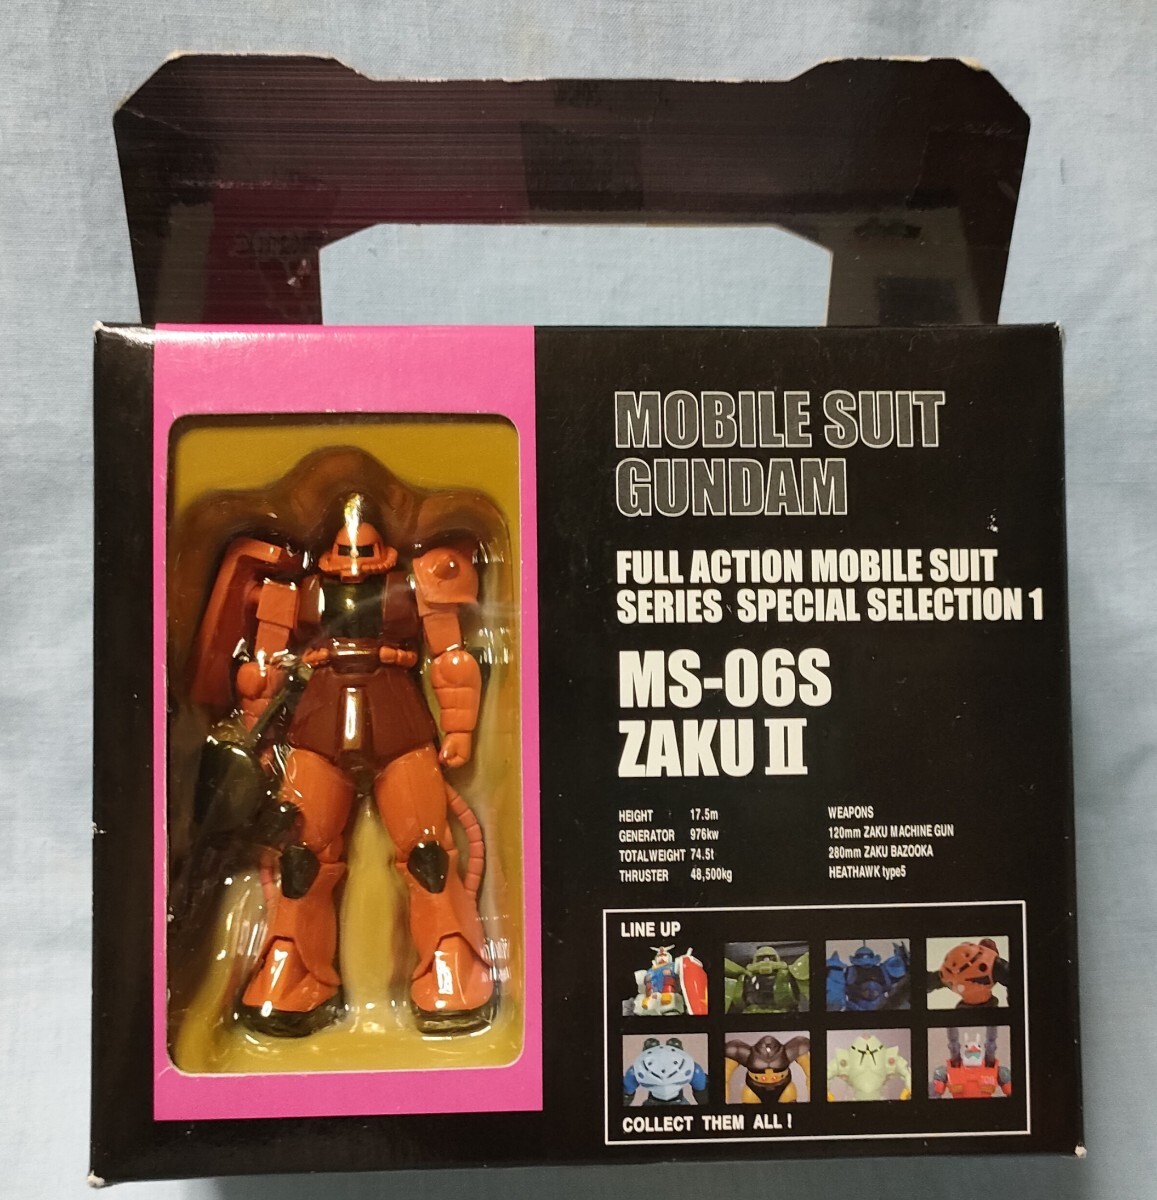 MOBILE SUIT
GUNDAM
FULL ACTION MOBILE SUIT
SERIES SPECIAL SELECTION 1
MS-06S
ZAKU II
HEIGHT 17.5m
GENERATOR 976kw
TOTALWEIGHT 74.5t
THRUSTER 48,500kg
WEAPONS
120mm ZAKU MACHINE GUN
280mm ZAKU BAZOOKA
HEATHAWK type5
LINE UP
COLLECT THEM ALL!